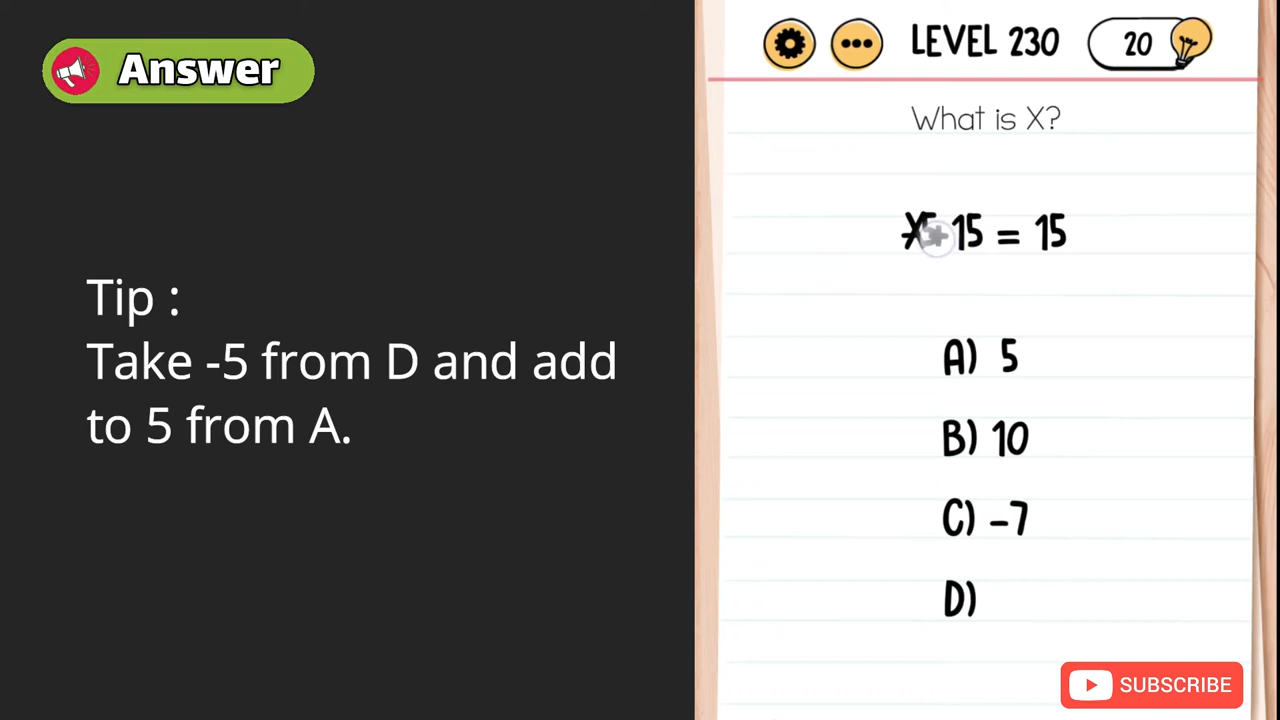 Answer
Tip :
Take -5 from D and add
to 5 from A.
LEVEL 230
20
What is X?
X + 15 = 15
A) 5
B) 10
C) -7
D)
SUBSCRIBE